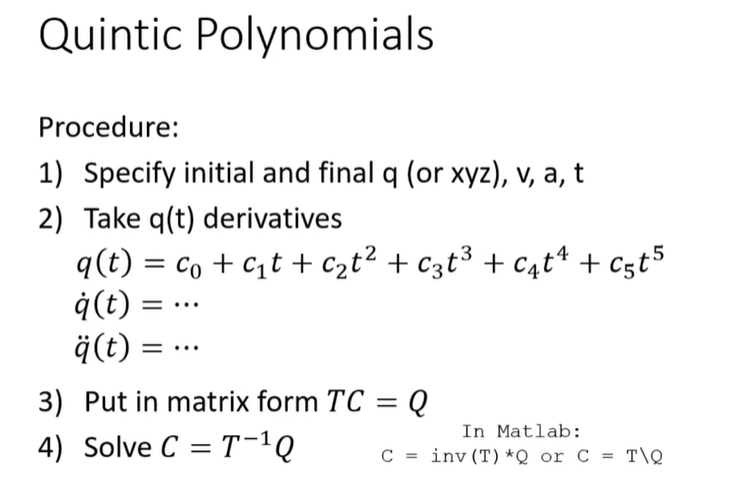 Quintic Polynomials
Procedure:
1) Specify initial and final q (or xyz), v, a, t
2) Take q(t) derivatives
q(t) = c₀ + c₁t + c₂t² + c₃t³ + c₄t⁴ + c₅t⁵
q̇(t) = ⋯
q̈(t) = ⋯
3) Put in matrix form TC = Q
4) Solve C = T⁻¹Q
In Matlab:
C = inv(T)*Q or C = T\Q